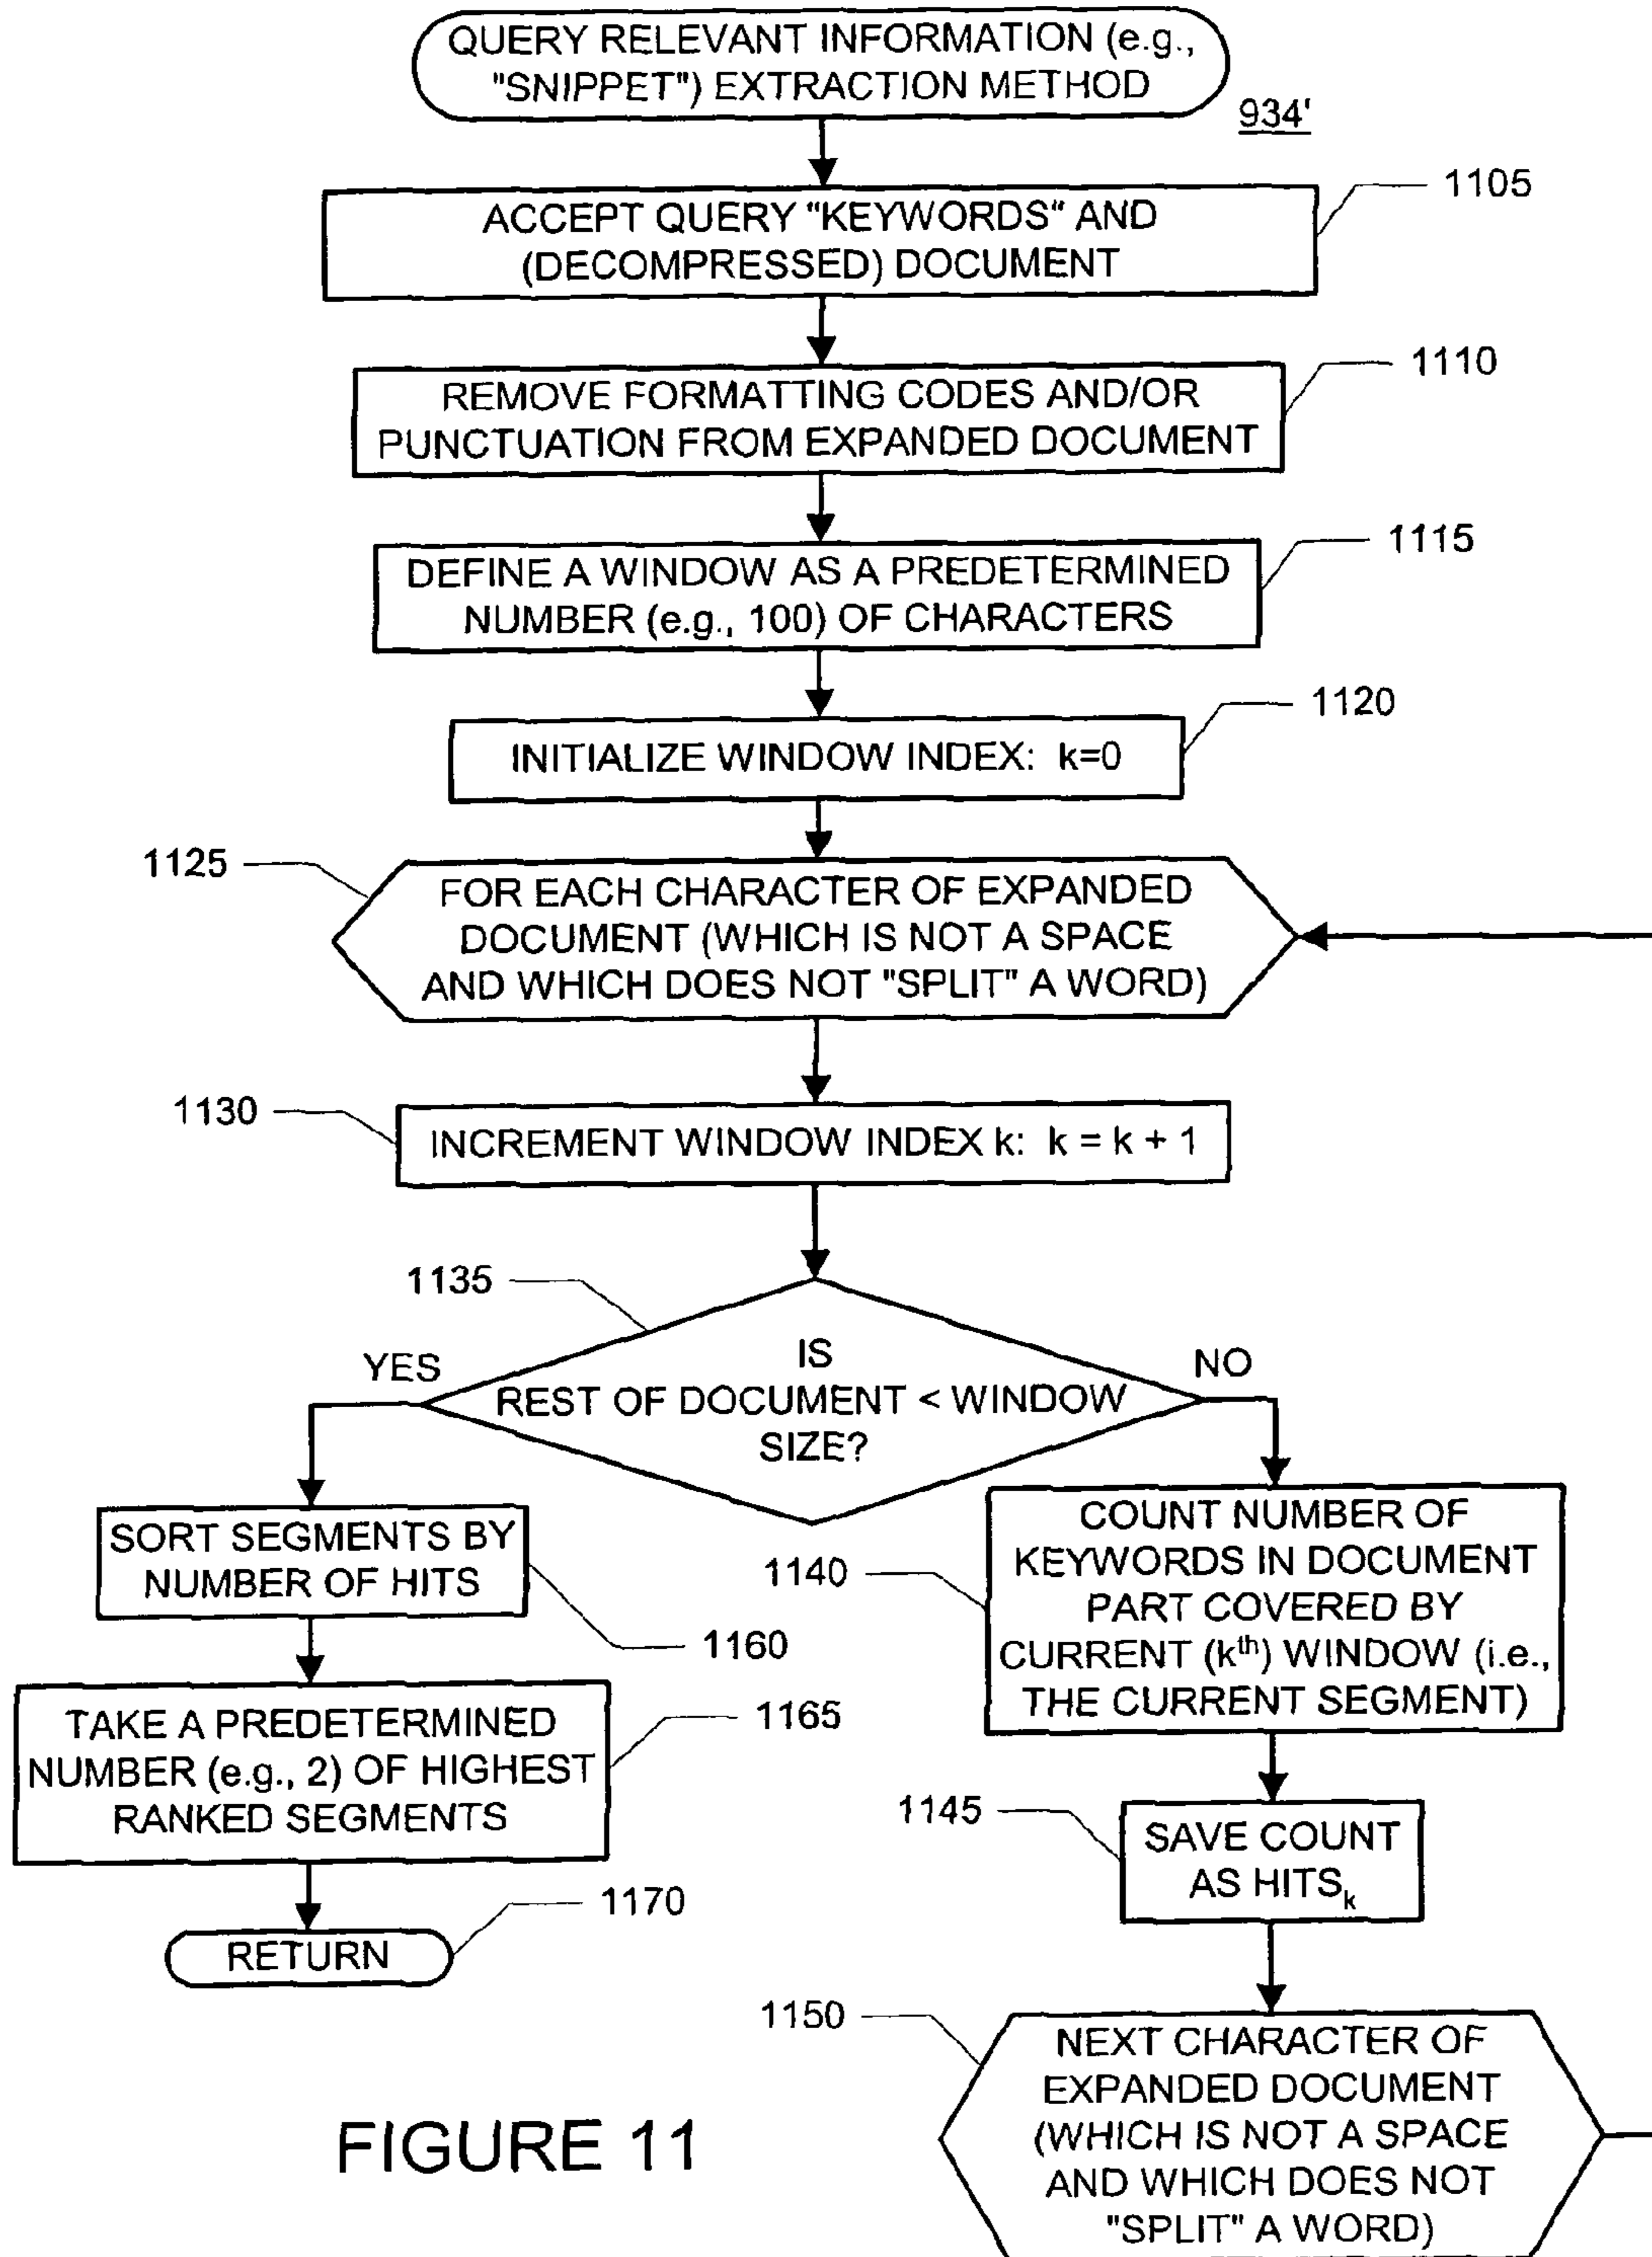 QUERY RELEVANT INFORMATION (e.g.,
"SNIPPET") EXTRACTION METHOD
934'
1105
ACCEPT QUERY "KEYWORDS" AND
(DECOMPRESSED) DOCUMENT
1110
REMOVE FORMATTING CODES AND/OR
PUNCTUATION FROM EXPANDED DOCUMENT
1115
DEFINE A WINDOW AS A PREDETERMINED
NUMBER (e.g., 100) OF CHARACTERS
1120
INITIALIZE WINDOW INDEX: k=0
1125
FOR EACH CHARACTER OF EXPANDED
DOCUMENT (WHICH IS NOT A SPACE
AND WHICH DOES NOT "SPLIT" A WORD)
1130
INCREMENT WINDOW INDEX k: k = k + 1
1135
IS
REST OF DOCUMENT < WINDOW
SIZE?
YES
NO
SORT SEGMENTS BY
NUMBER OF HITS
1160
TAKE A PREDETERMINED
NUMBER (e.g., 2) OF HIGHEST
RANKED SEGMENTS
1165
RETURN
1170
1140
COUNT NUMBER OF
KEYWORDS IN DOCUMENT
PART COVERED BY
CURRENT (kth) WINDOW (i.e.,
THE CURRENT SEGMENT)
1145
SAVE COUNT
AS HITSk
1150
NEXT CHARACTER OF
EXPANDED DOCUMENT
(WHICH IS NOT A SPACE
AND WHICH DOES NOT
"SPLIT" A WORD)
FIGURE 11